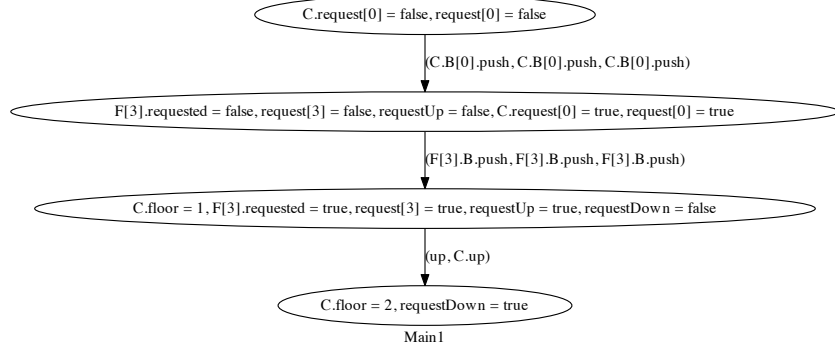 C.request[0] = false, request[0] = false
(C.B[0].push, C.B[0].push, C.B[0].push)
F[3].requested = false, request[3] = false, requestUp = false, C.request[0] = true, request[0] = true
(F[3].B.push, F[3].B.push, F[3].B.push)
C.floor = 1, F[3].requested = true, request[3] = true, requestUp = true, requestDown = false
(up, C.up)
C.floor = 2, requestDown = true
Main1